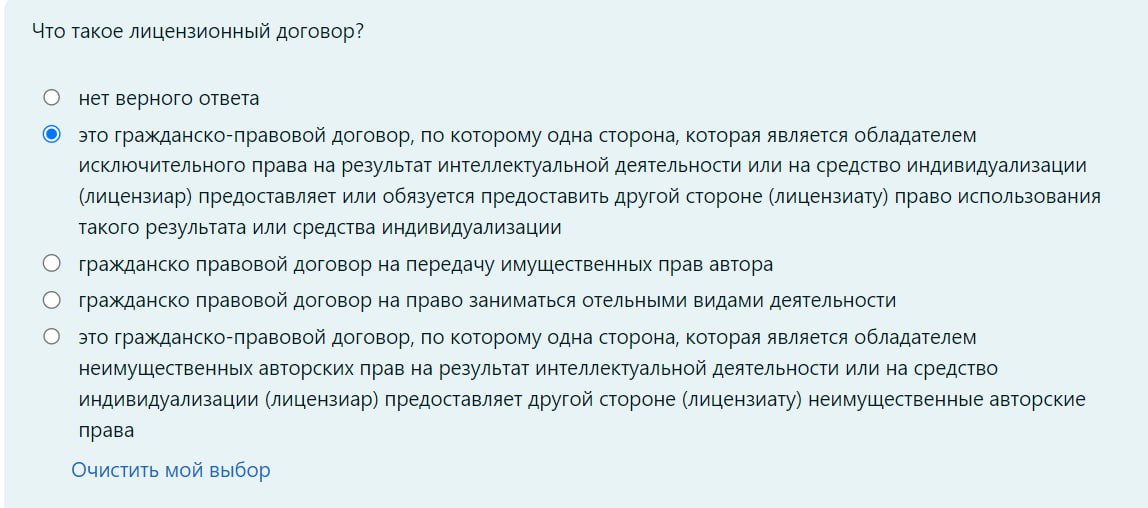 Что такое лицензионный договор?
нет верного ответа
это гражданско-правовой договор, по которому одна сторона, которая является обладателем
исключительного права на результат интеллектуальной деятельности или на средство индивидуализации
(лицензиар) предоставляет или обязуется предоставить другой стороне (лицензиату) право использования
такого результата или средства индивидуализации
гражданско правовой договор на передачу имущественных прав автора
гражданско правовой договор на право заниматься отельными видами деятельности
это гражданско-правовой договор, по которому одна сторона, которая является обладателем
неимущественных авторских прав на результат интеллектуальной деятельности или на средство
индивидуализации (лицензиар) предоставляет другой стороне (лицензиату) неимущественные авторские
права
Очистить мой выбор